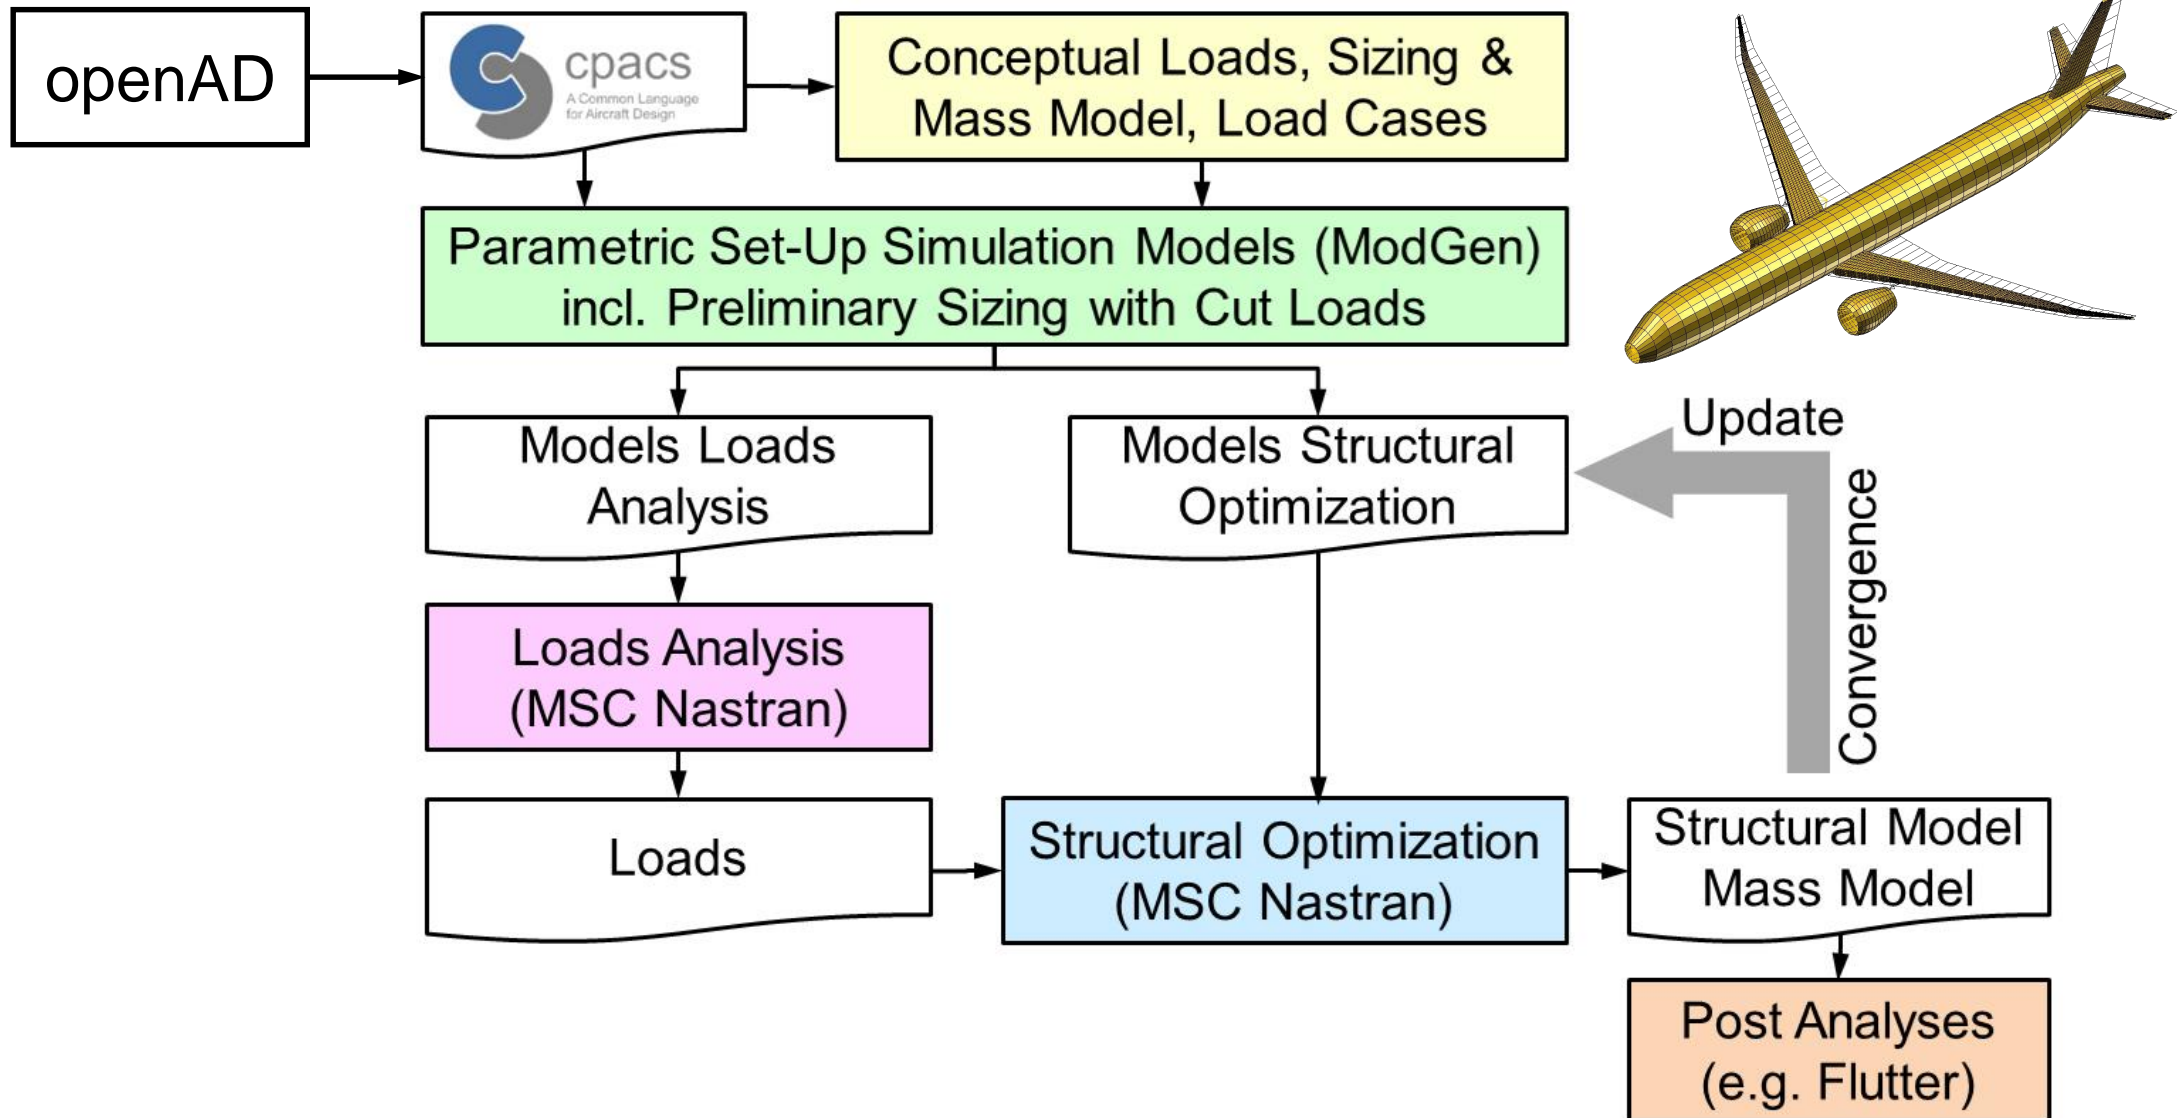 openAD
cpacs
A Common Language
for Aircraft Design
Conceptual Loads, Sizing &
Mass Model, Load Cases
Parametric Set-Up Simulation Models (ModGen)
incl. Preliminary Sizing with Cut Loads
Models Loads
Analysis
Models Structural
Optimization
Update
Convergence
Loads Analysis
(MSC Nastran)
Loads
Structural Optimization
(MSC Nastran)
Structural Model
Mass Model
Post Analyses
(e.g. Flutter)